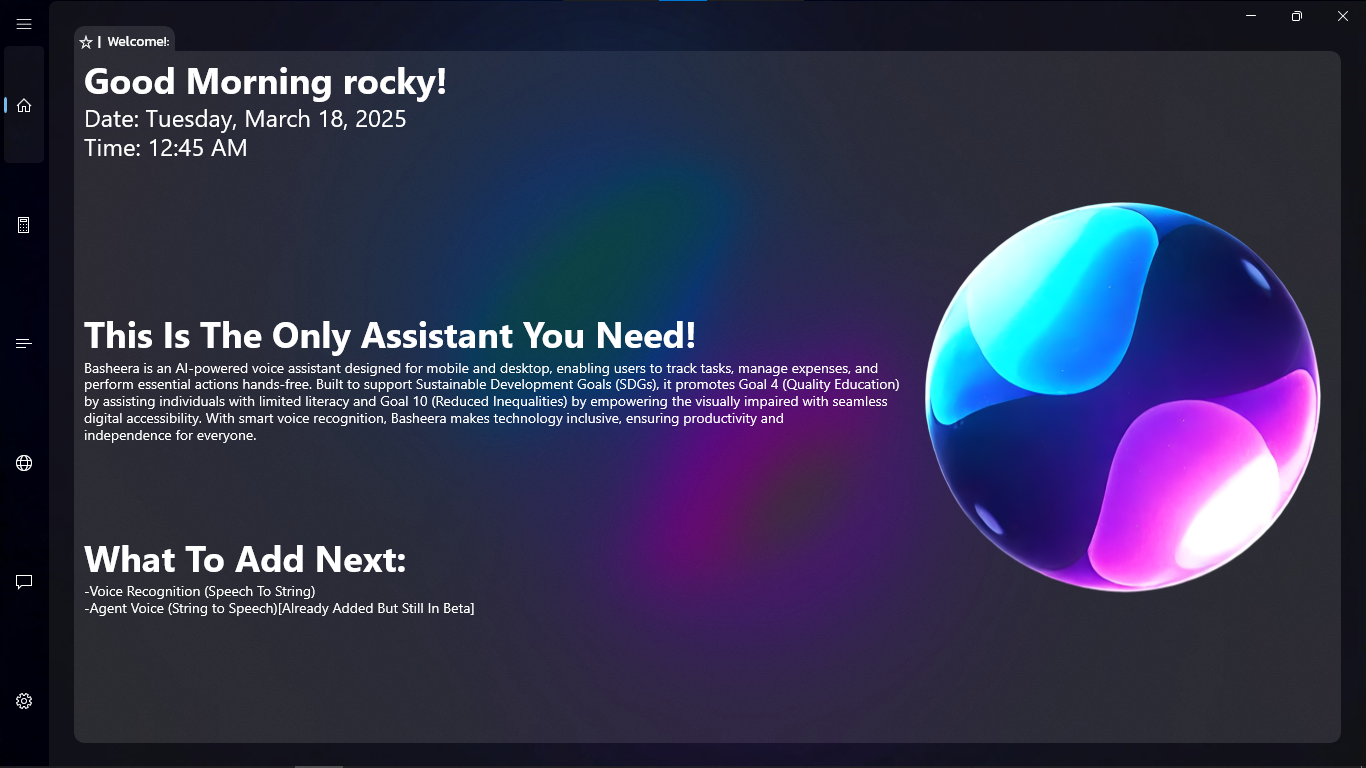 Welcome!:
Good Morning rocky!
Date: Tuesday, March 18, 2025
Time: 12:45 AM
This Is The Only Assistant You Need!
Basheera is an AI-powered voice assistant designed for mobile and desktop, enabling users to track tasks, manage expenses, and
perform essential actions hands-free. Built to support Sustainable Development Goals (SDGs), it promotes Goal 4 (Quality Education)
by assisting individuals with limited literacy and Goal 10 (Reduced Inequalities) by empowering the visually impaired with seamless
digital accessibility. With smart voice recognition, Basheera makes technology inclusive, ensuring productivity and
independence for everyone.
What To Add Next:
-Voice Recognition (Speech To String)
-Agent Voice (String to Speech)[Already Added But Still In Beta]